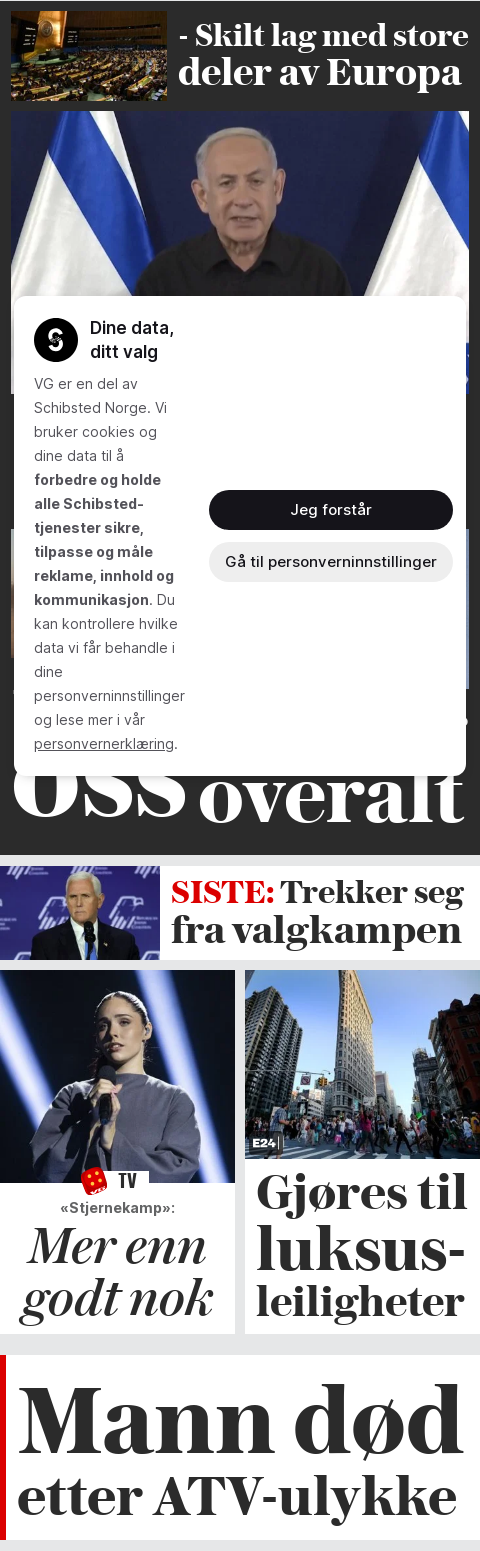 - Skilt lag med store
deler av Europa
Dine data,
ditt valg
VG er en del av
Schibsted Norge. Vi
bruker cookies og
dine data til å
forbedre og holde
alle Schibsted-
tjenester sikre,
tilpasse og måle
reklame, innhold og
kommunikasjon. Du
kan kontrollere hvilke
data vi får behandle i
dine
personverninnstillinger
og lese mer i vår
personvernerklæring.
Jeg forstår
Gå til personverninnstillinger
oss overalt
SISTE: Trekker seg
fra valgkampen
TV
«Stjernekamp»:
Mer enn
godt nok
E24
Gjøres til
luksus-
leiligheter
Mann død
etter ATV-ulykke